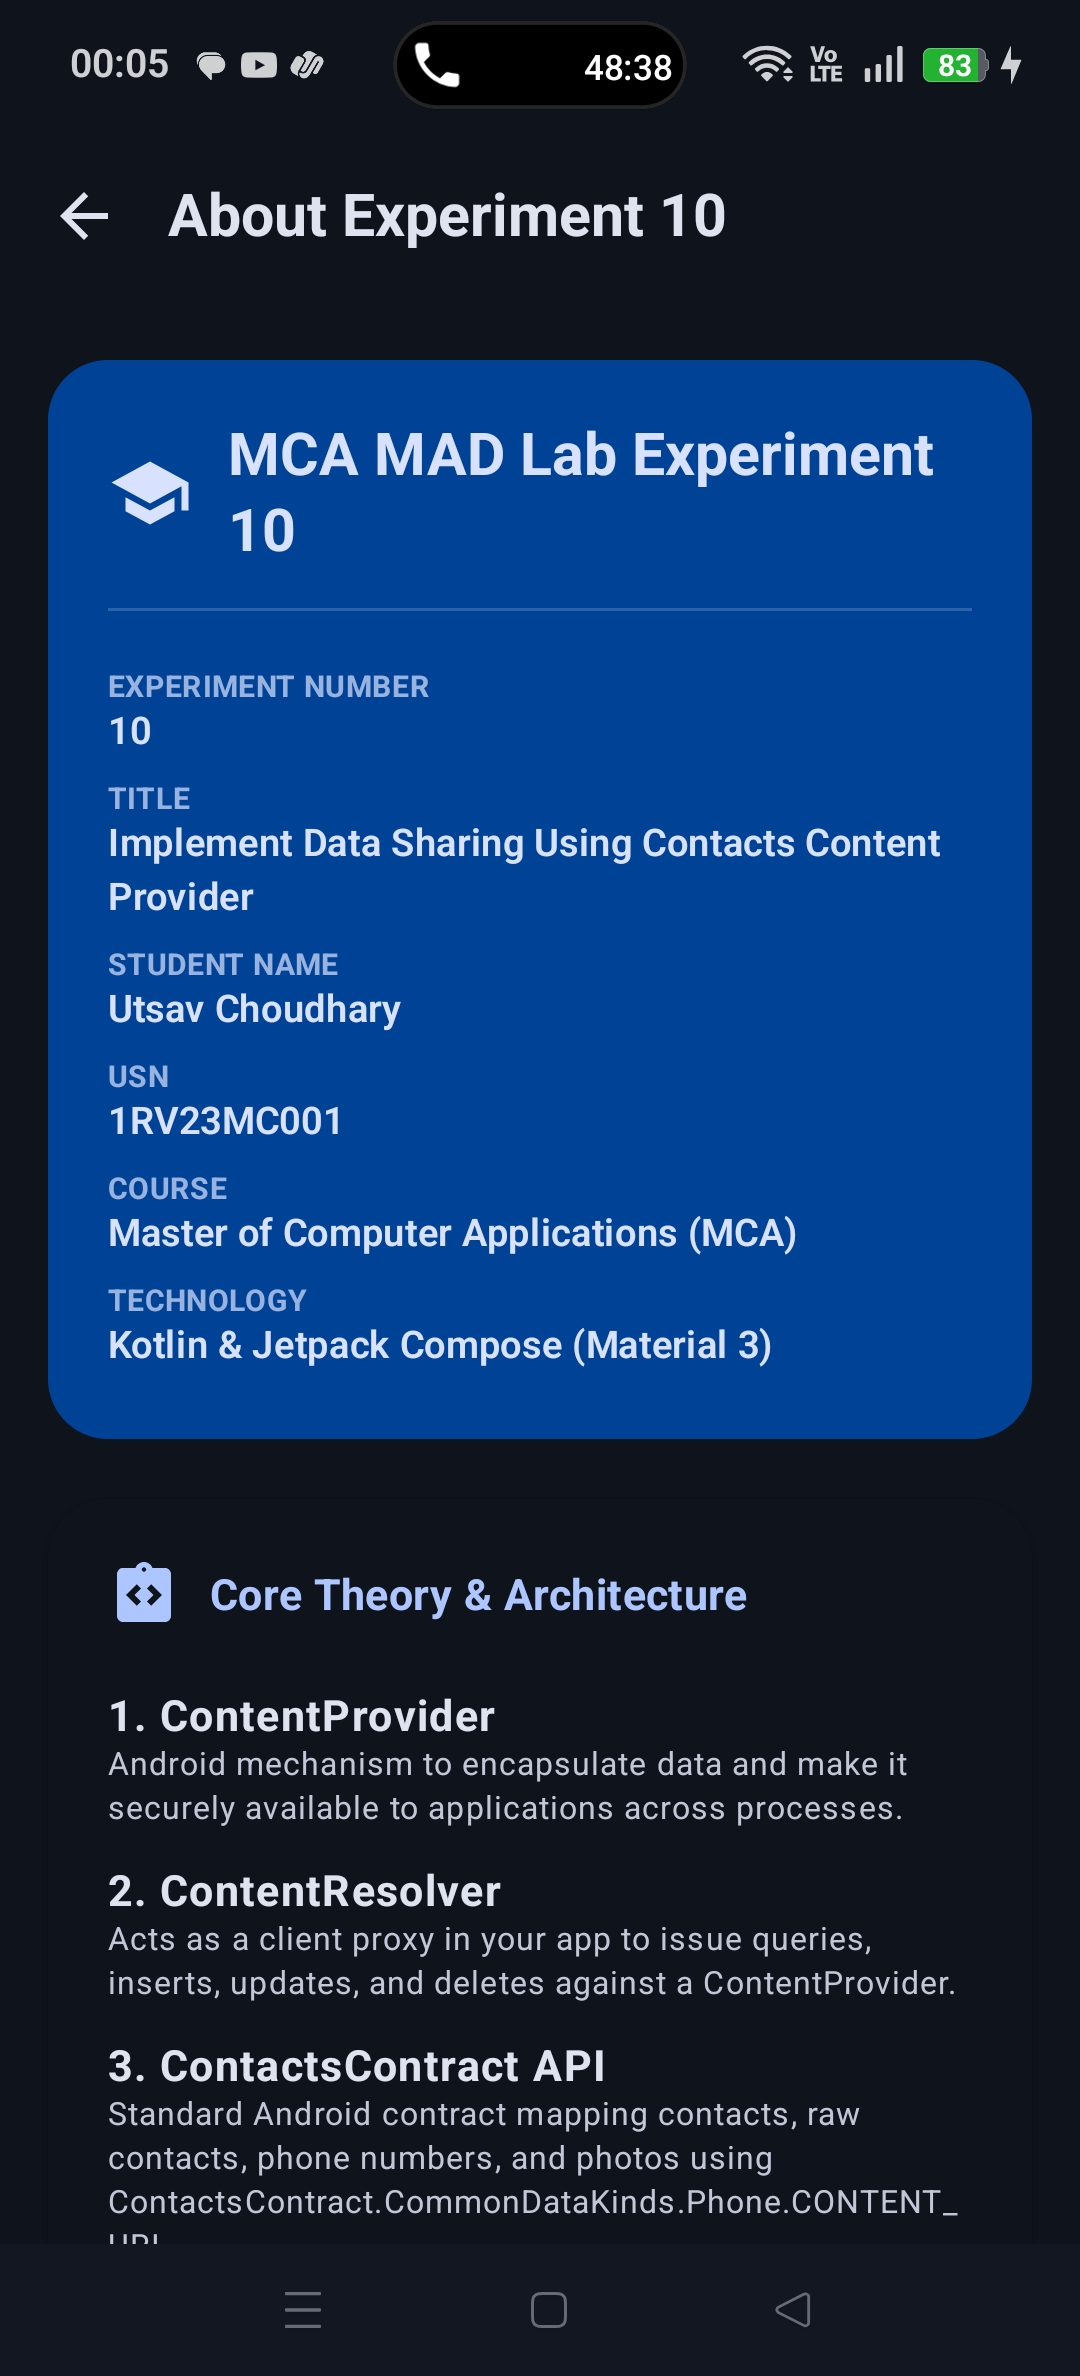 00:05
48:38
Vo
LTE
83
About Experiment 10
MCA MAD Lab Experiment
10
EXPERIMENT NUMBER
10
TITLE
Implement Data Sharing Using Contacts Content
Provider
STUDENT NAME
Utsav Choudhary
USN
1RV23MC001
COURSE
Master of Computer Applications (MCA)
TECHNOLOGY
Kotlin & Jetpack Compose (Material 3)
Core Theory & Architecture
1. ContentProvider
Android mechanism to encapsulate data and make it
securely available to applications across processes.
2. ContentResolver
Acts as a client proxy in your app to issue queries,
inserts, updates, and deletes against a ContentProvider.
3. ContactsContract API
Standard Android contract mapping contacts, raw
contacts, phone numbers, and photos using
ContactsContract.CommonDataKinds.Phone.CONTENT_